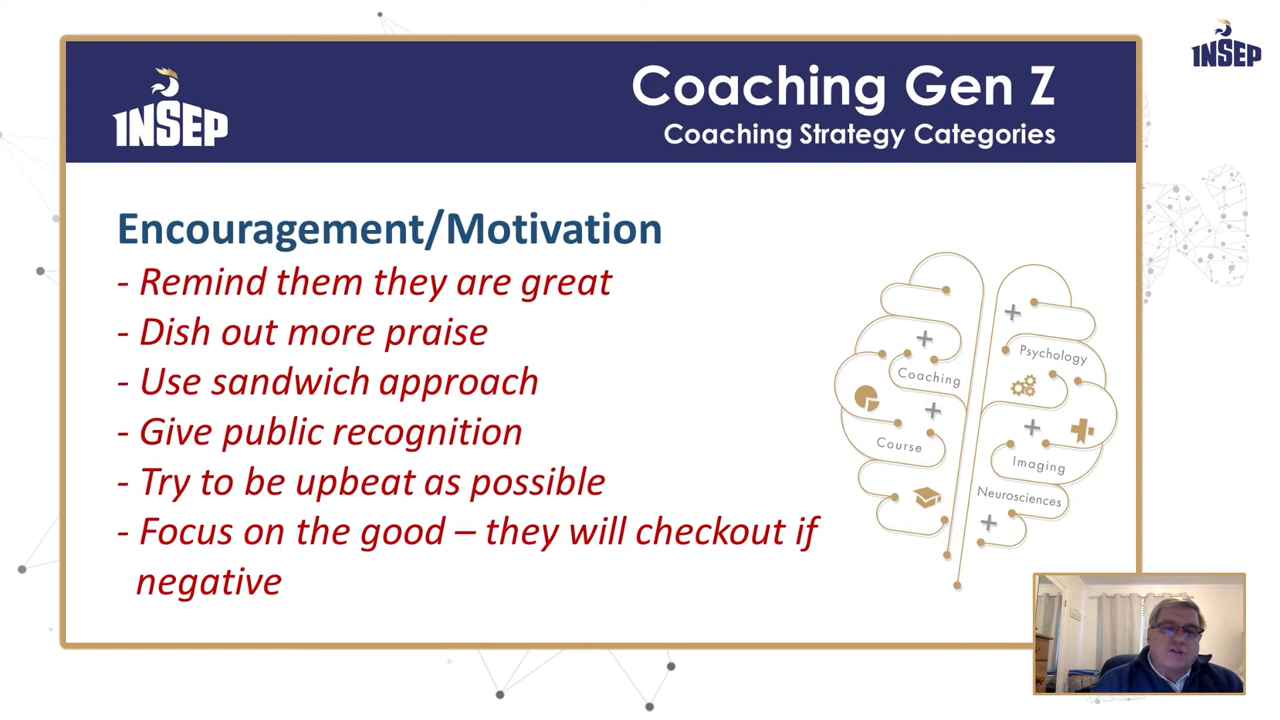 INSEP
INSEP
Coaching Gen Z
Coaching Strategy Categories
Encouragement/Motivation
- Remind them they are great
- Dish out more praise
- Use sandwich approach
- Give public recognition
- Try to be upbeat as possible
- Focus on the good – they will checkout if
negative
Psychology
Coaching
Course
Imaging
Neurosciences